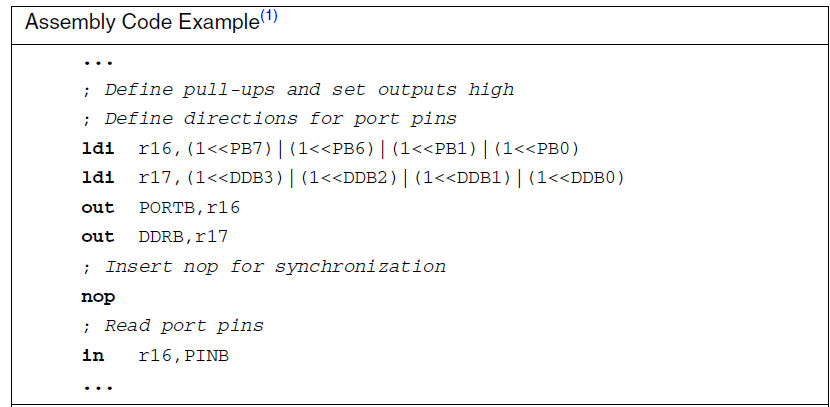 Assembly Code Example(1)
...
; Define pull-ups and set outputs high
; Define directions for port pins
ldi r16,(1<<PB7)|(1<<PB6)|(1<<PB1)|(1<<PB0)
ldi r17,(1<<DDB3)|(1<<DDB2)|(1<<DDB1)|(1<<DDB0)
out PORTB,r16
out DDRB,r17
; Insert nop for synchronization
nop
; Read port pins
in r16,PINB
...